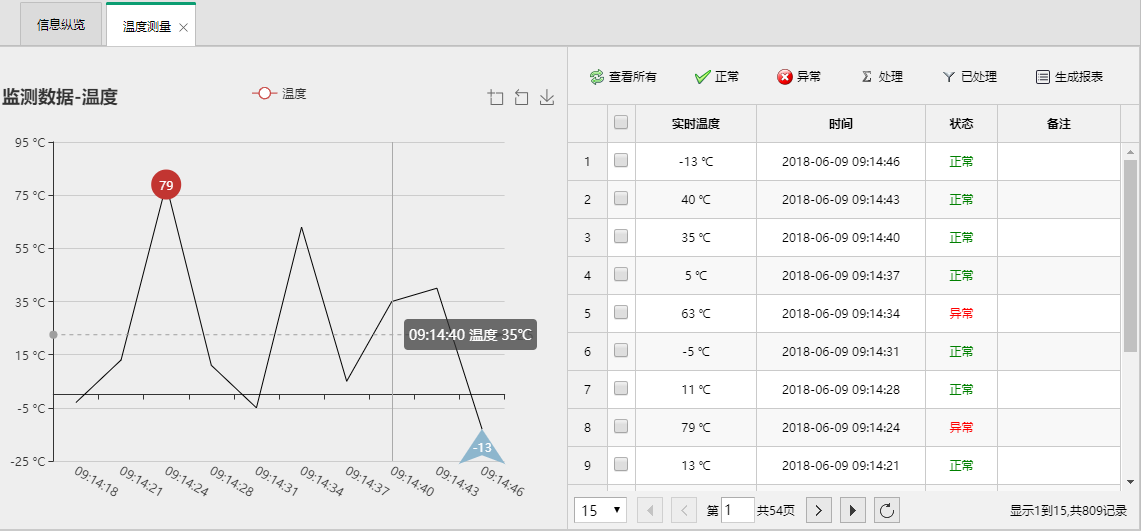 信息纵览 温度测量
监测数据-温度
温度
95 °C
75 °C
55 °C
35 °C
15 °C
-5 °C
-25 °C
79
09:14:40 温度 35℃
-13
09:14:18 09:14:21 09:14:24 09:14:28 09:14:31 09:14:34 09:14:37 09:14:40 09:14:43 09:14:46
查看所有 正常 异常 Σ 处理 已处理 生成报表
实时温度 时间 状态 备注
1 -13 ℃ 2018-06-09 09:14:46 正常
2 40 ℃ 2018-06-09 09:14:43 正常
3 35 ℃ 2018-06-09 09:14:40 正常
4 5 ℃ 2018-06-09 09:14:37 正常
5 63 ℃ 2018-06-09 09:14:34 异常
6 -5 ℃ 2018-06-09 09:14:31 正常
7 11 ℃ 2018-06-09 09:14:28 正常
8 79 ℃ 2018-06-09 09:14:24 异常
9 13 ℃ 2018-06-09 09:14:21 正常
15 第 1 共54页 显示1到15,共809记录